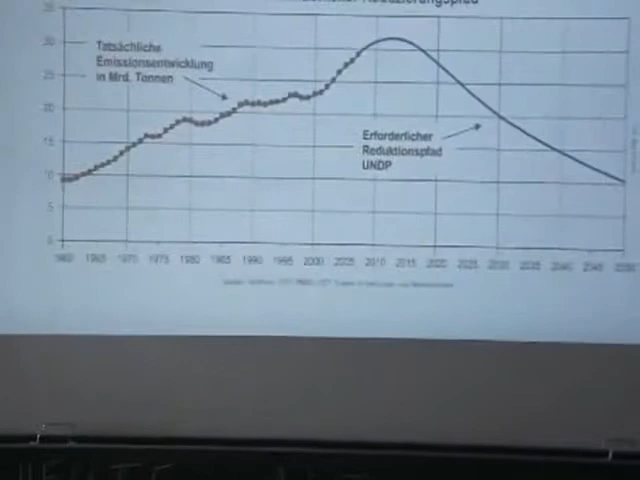 Reduzierungspfad
35
30
25
20
15
10
5
0
Tatsächliche
Emissionsentwicklung
in Mrd. Tonnen
Erforderlicher
Reduktionspfad
UNDP
1960 1965 1970 1975 1980 1985 1990 1995 2000 2005 2010 2015 2020 2025 2030 2035 2040 2045 2050